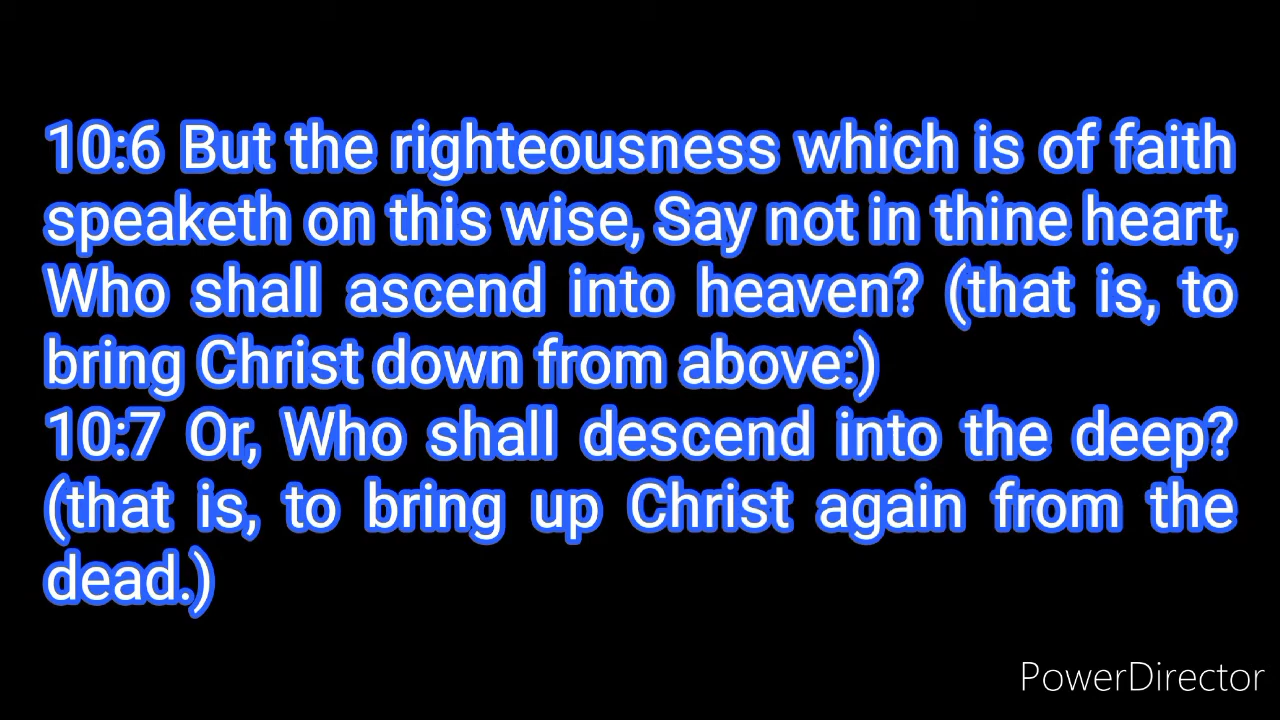 10:6 But the righteousness which is of faith
speaketh on this wise, Say not in thine heart,
Who shall ascend into heaven? (that is, to
bring Christ down from above:)
10:7 Or, Who shall descend into the deep?
(that is, to bring up Christ again from the
dead.)
PowerDirector